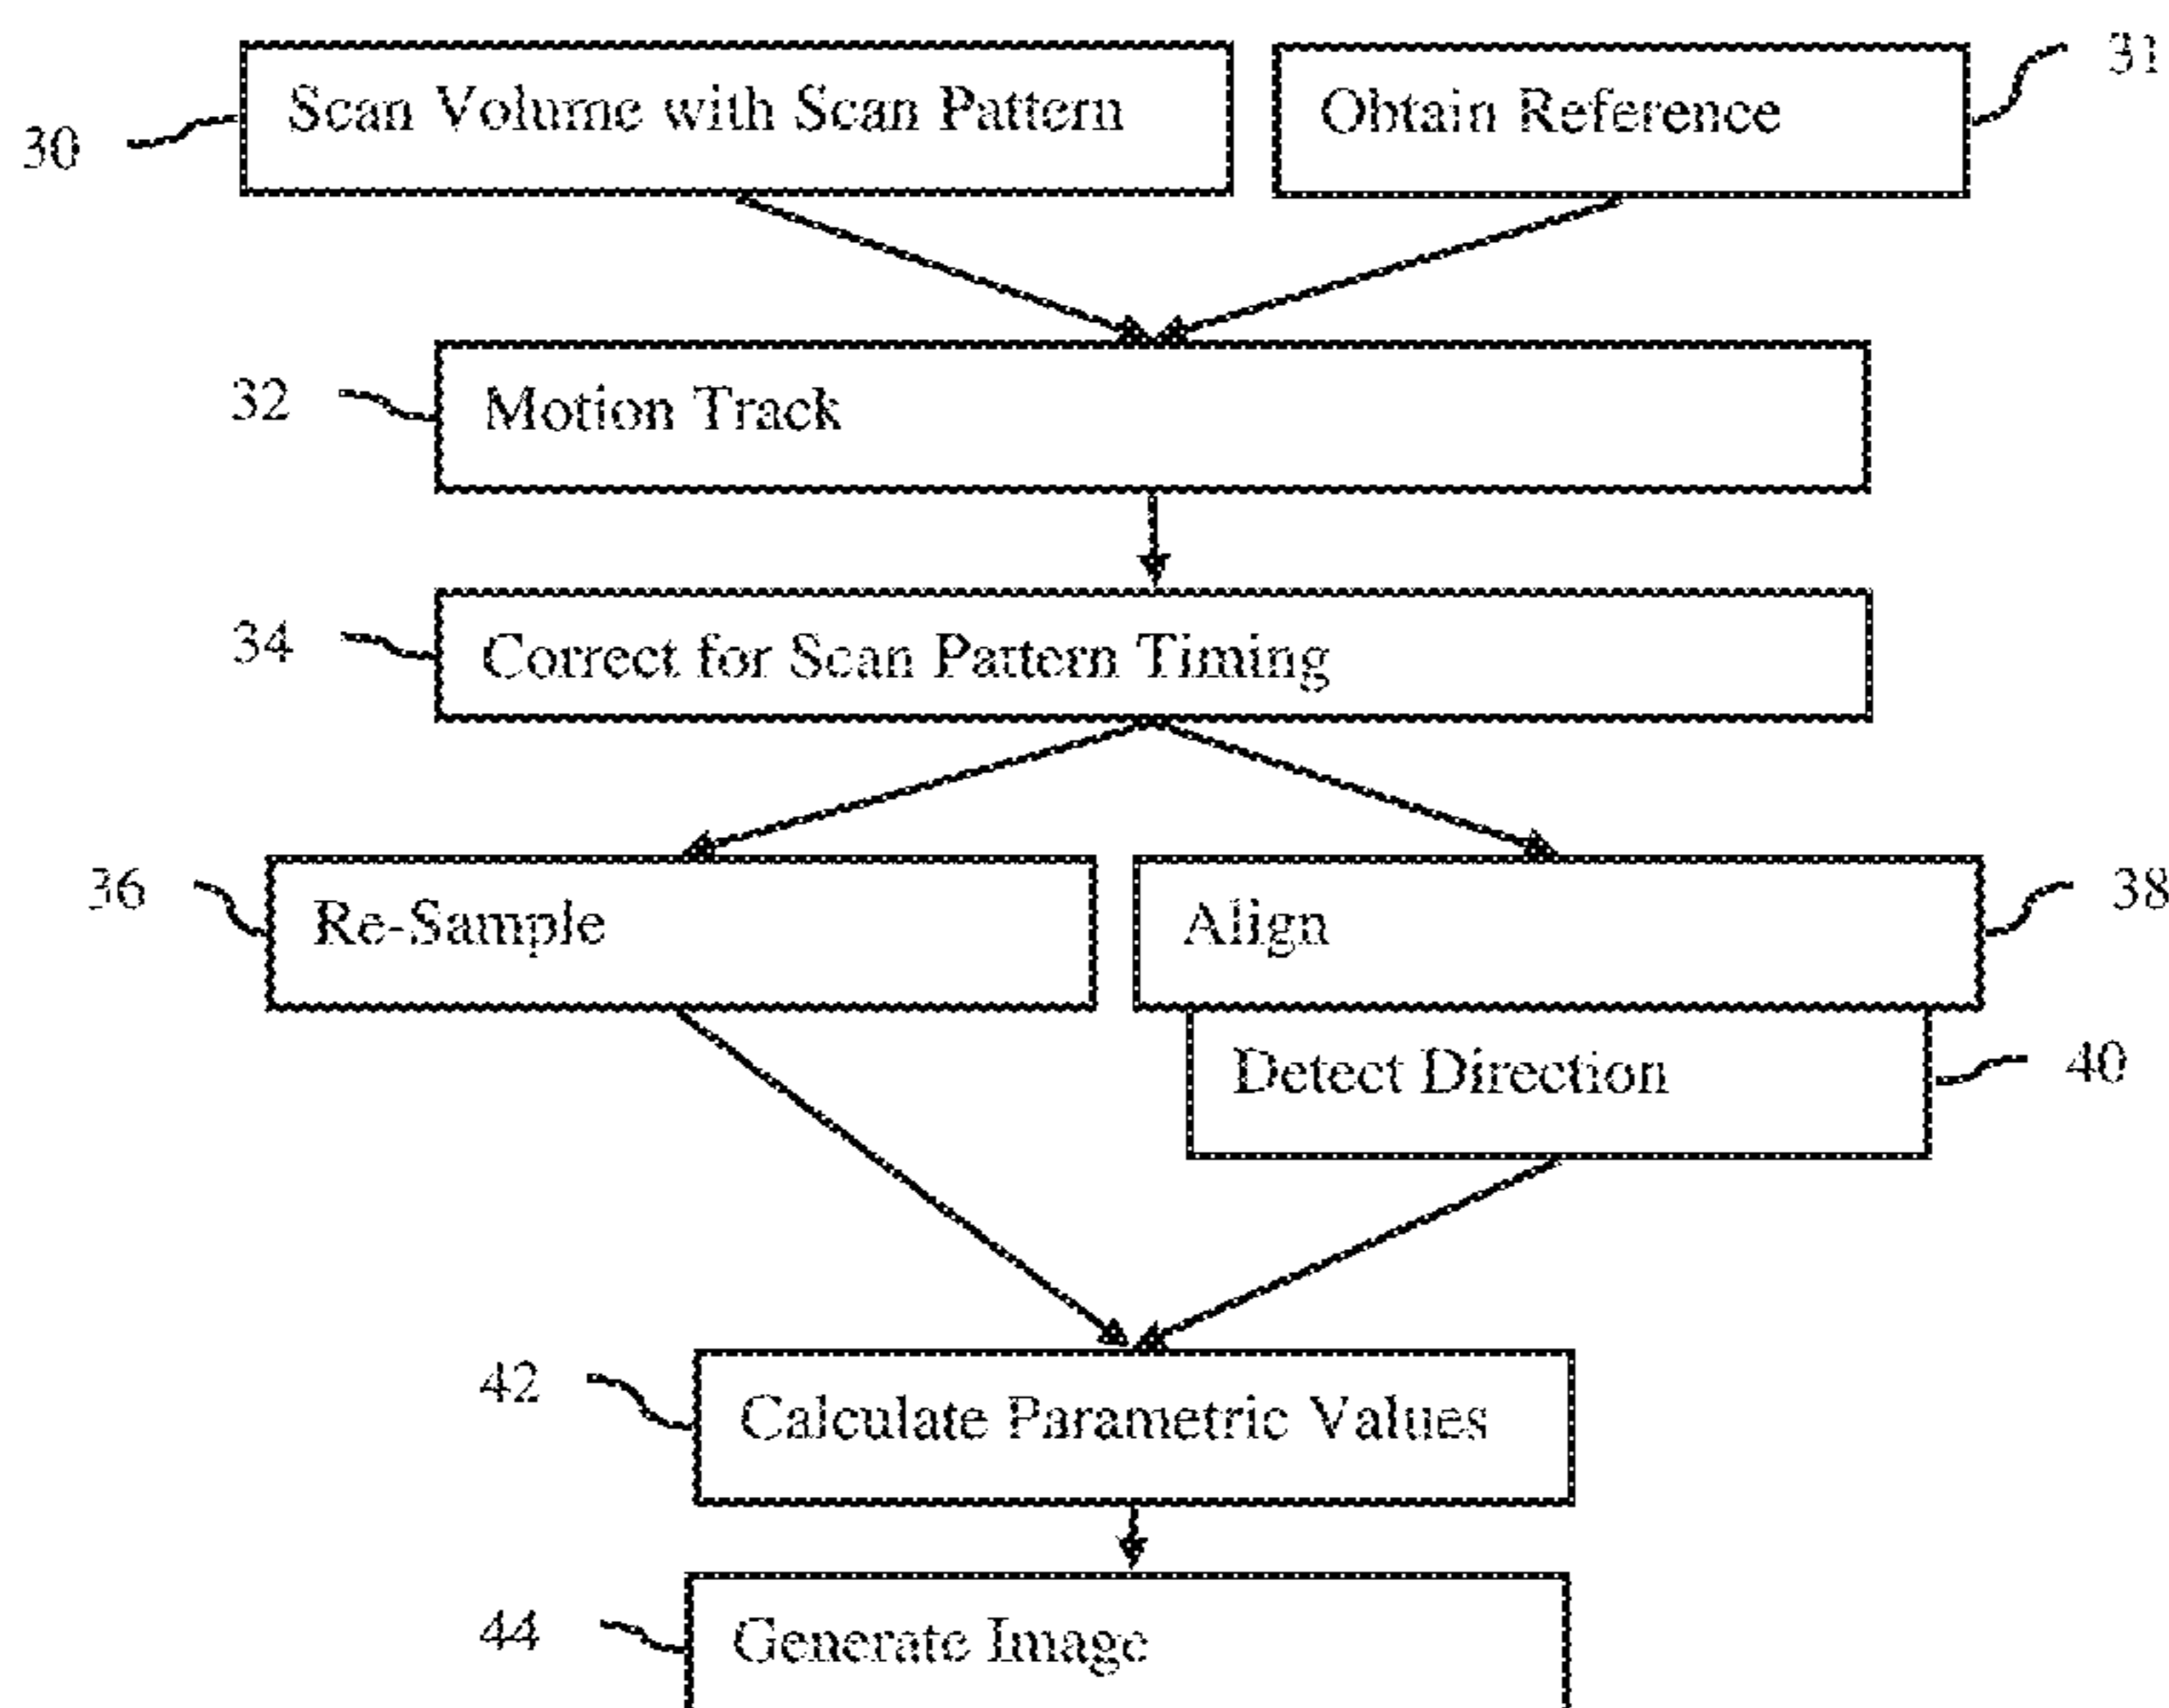 Scan Volume with Scan Pattern
Obtain Reference
31
30
Motion Track
32
Correct for Scan Pattern Timing
34
36
Re-Sample
Align
38
Detect Direction
40
42
Calculate Parametric Values
44
Generate Image